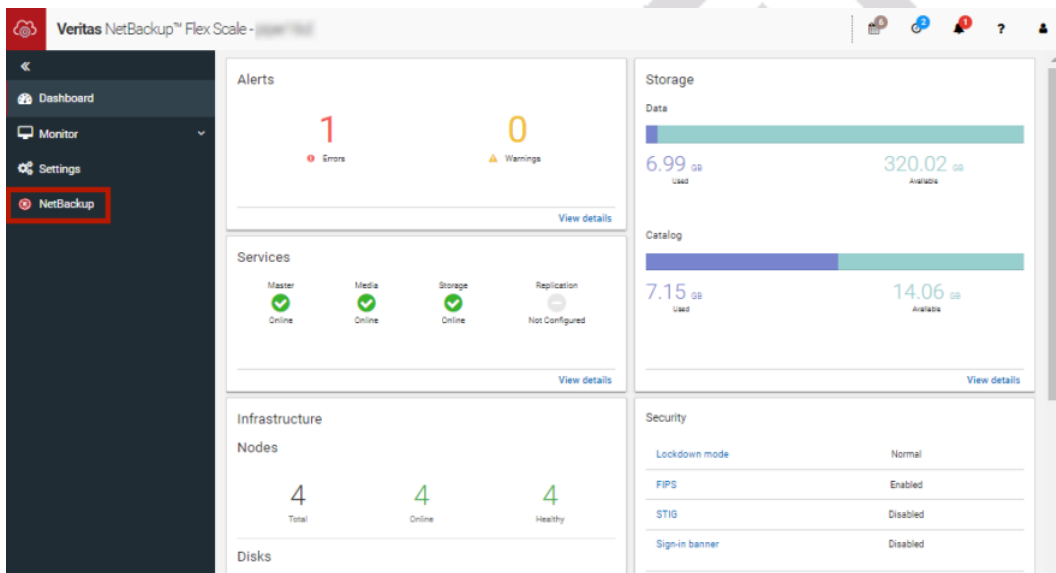 Veritas NetBackup™ Flex Scale -
6
2
1
?
«
Dashboard
Monitor
Settings
NetBackup
Alerts
1
0
Errors
Warnings
View details
Services
Master
Media
Storage
Replication
Online
Online
Online
Not Configured
View details
Infrastructure
Nodes
4
4
4
Total
Online
Healthy
Disks
Storage
Data
6.99 GB
320.02 GB
Used
Available
Catalog
7.15 GB
14.06 GB
Used
Available
View details
Security
Lockdown mode Normal
FIPS Enabled
STIG Disabled
Sign-in banner Disabled